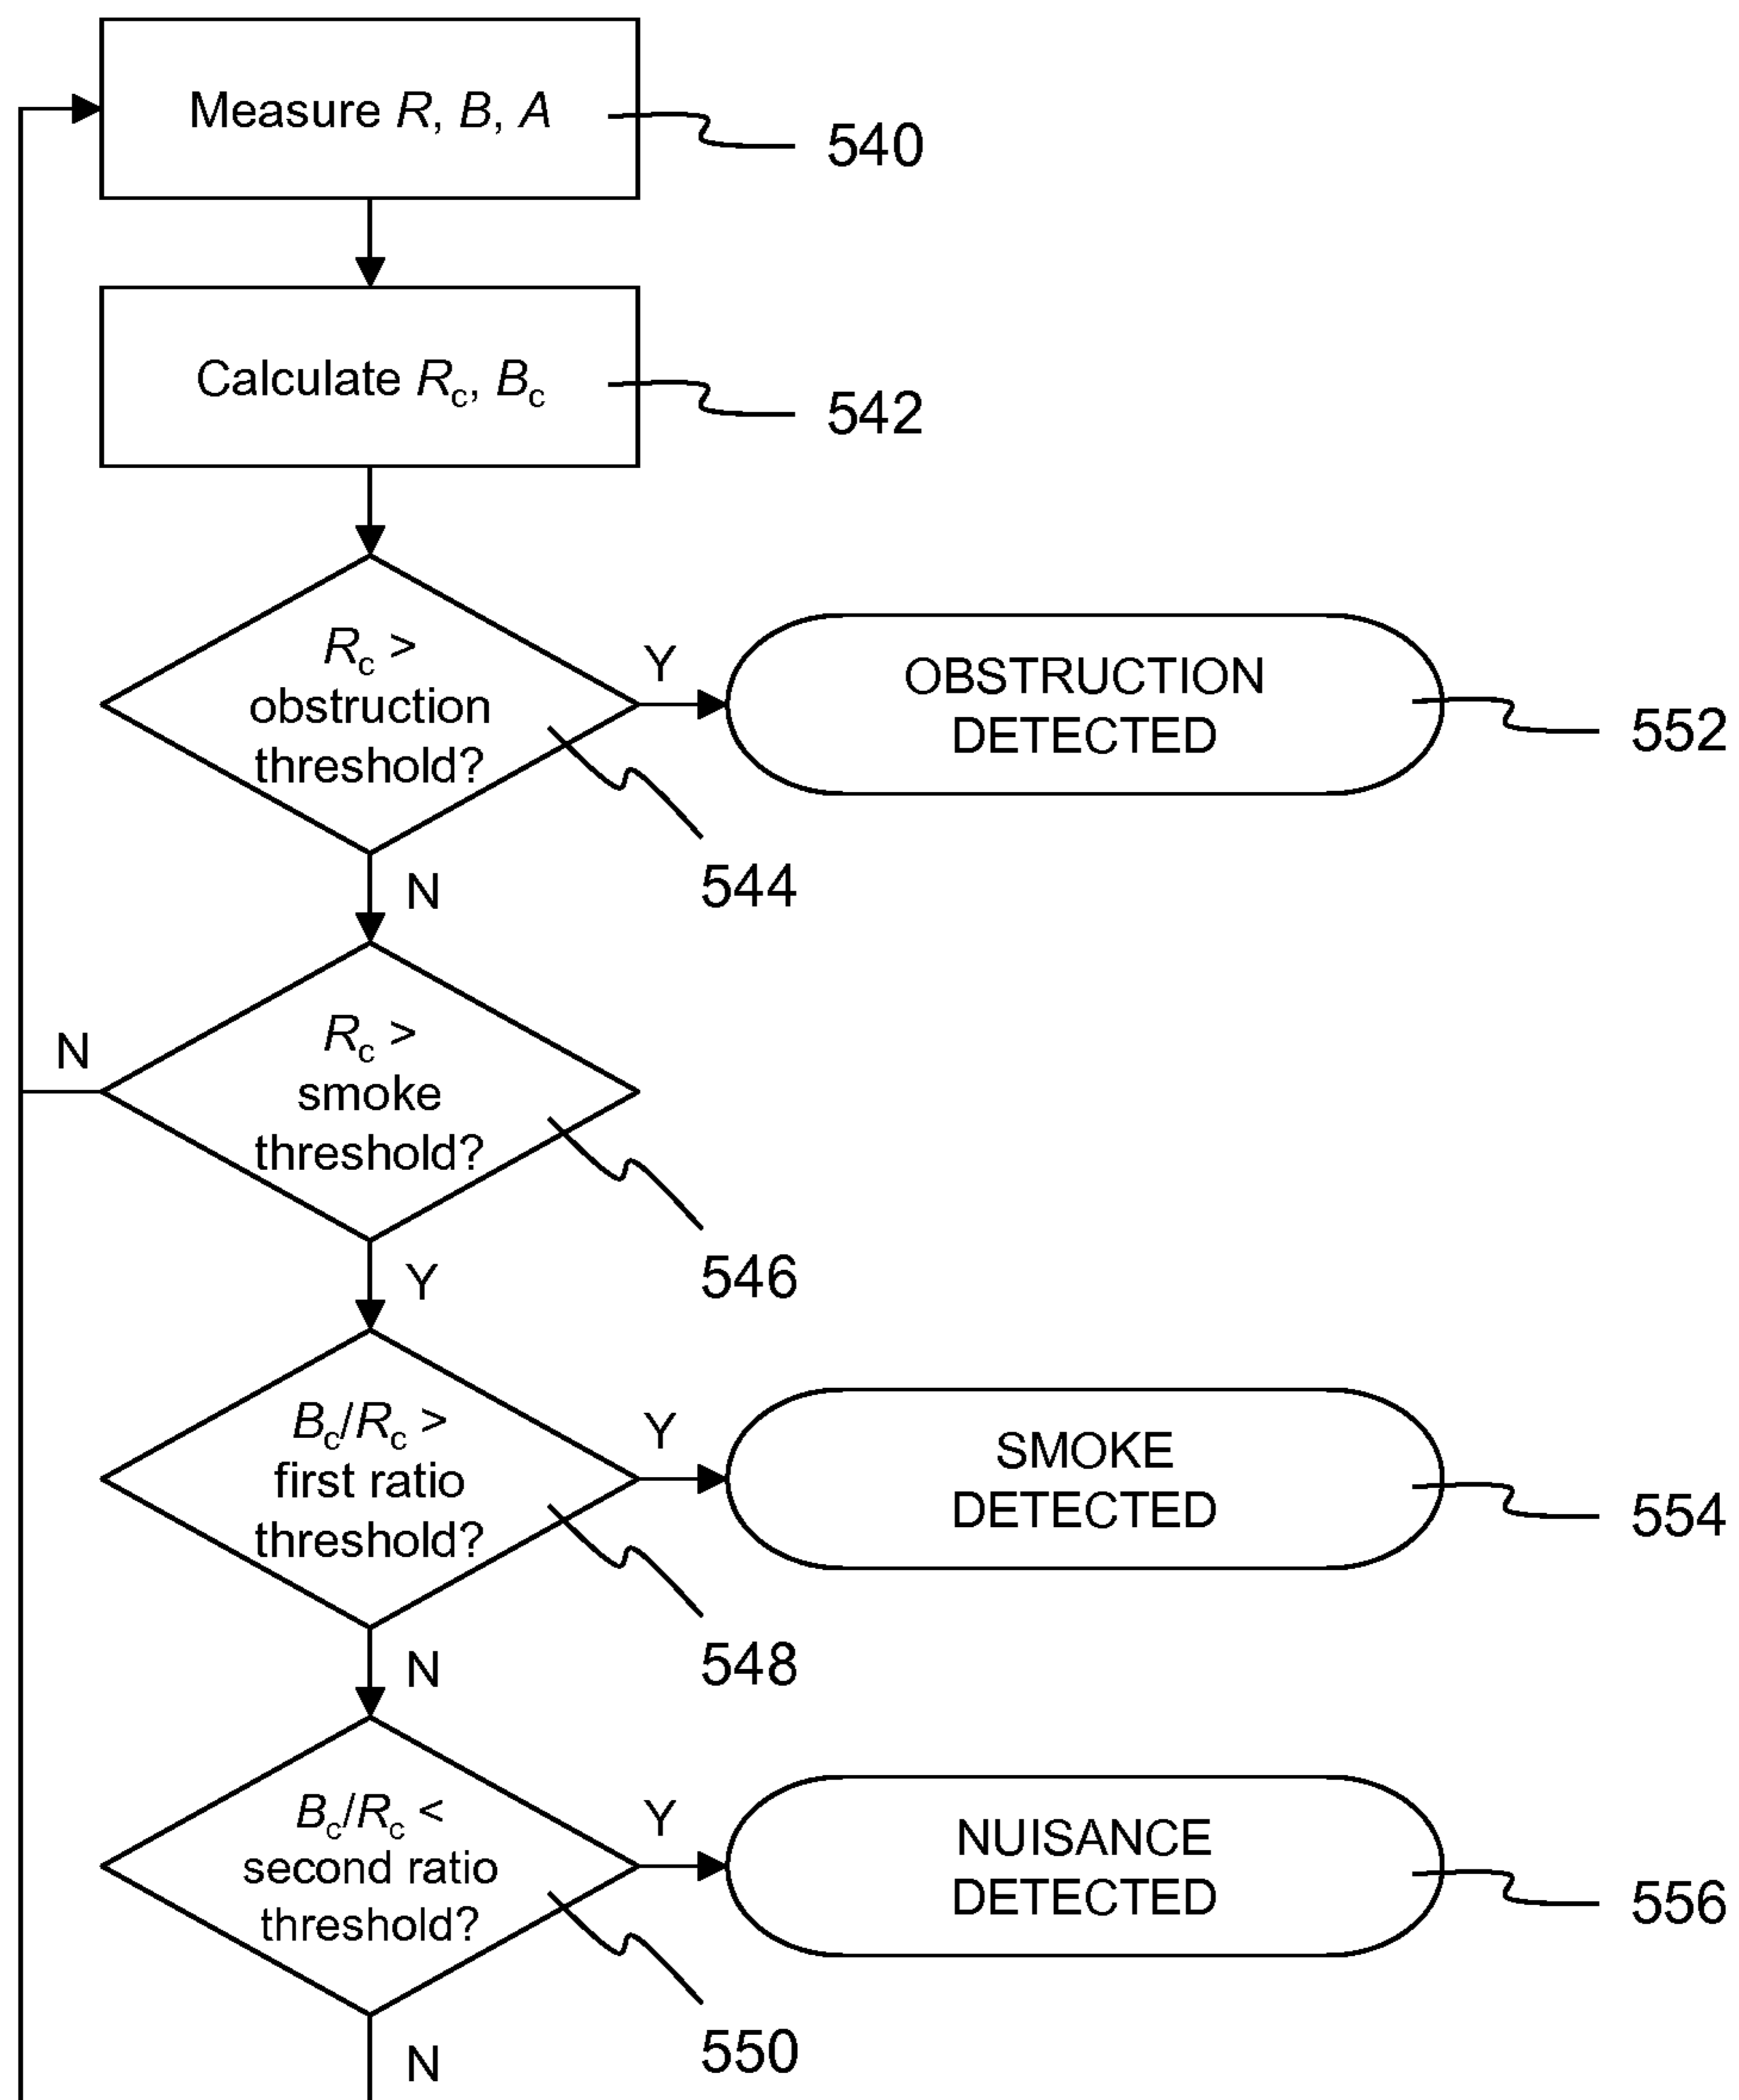 Measure R, B, A
540
Calculate Rc, Bc
542
Rc >
obstruction
threshold?
Y
OBSTRUCTION
DETECTED
552
544
N
Rc >
smoke
threshold?
N
546
Y
Bc/Rc >
first ratio
threshold?
Y
SMOKE
DETECTED
554
548
N
Bc/Rc <
second ratio
threshold?
Y
NUISANCE
DETECTED
556
550
N